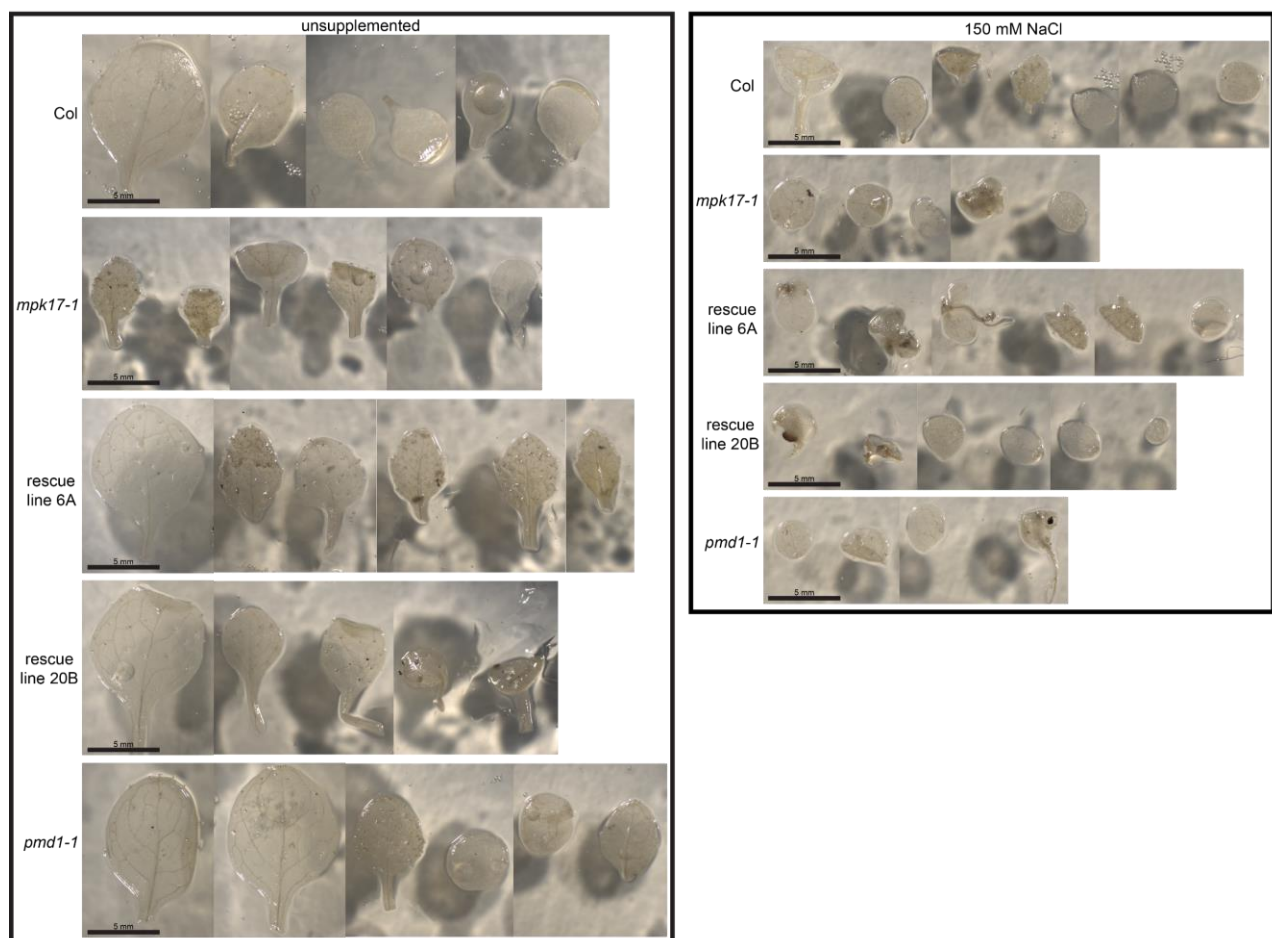 unsupplemented
Col
5 mm
mpk17-1
5 mm
rescue
line 6A
5 mm
rescue
line 20B
5 mm
pmd1-1
5 mm
150 mM NaCl
Col
5 mm
mpk17-1
5 mm
rescue
line 6A
5 mm
rescue
line 20B
5 mm
pmd1-1
5 mm